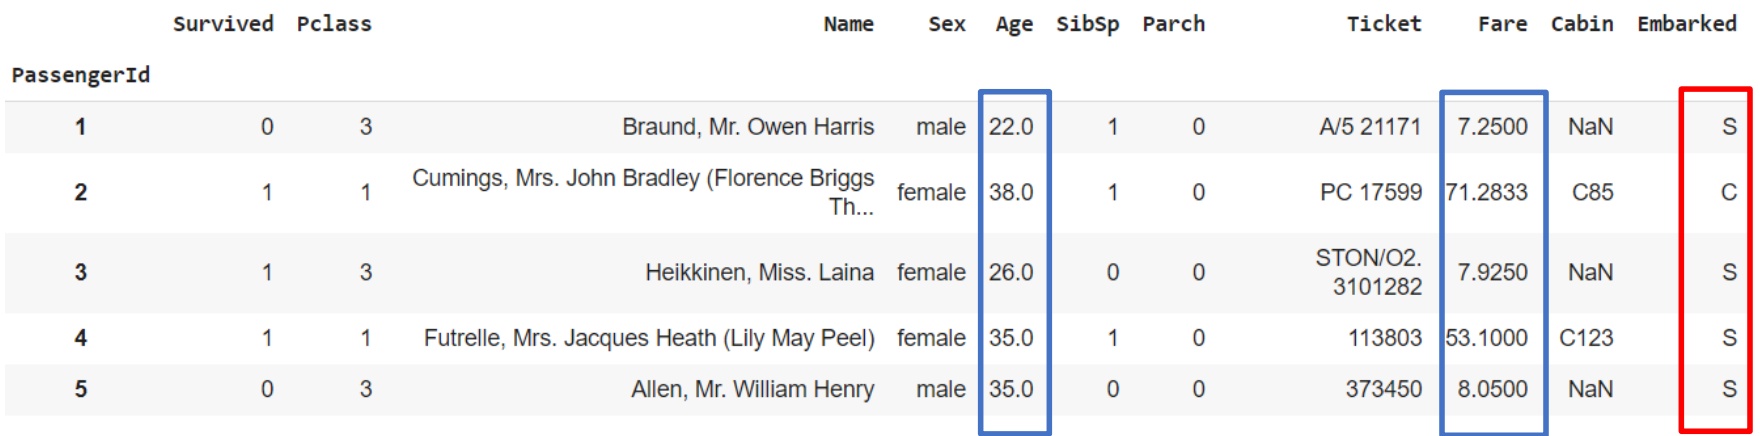 Survived Pclass Name Sex Age SibSp Parch Ticket Fare Cabin Embarked
PassengerId
1 0 3 Braund, Mr. Owen Harris male 22.0 1 0 A/5 21171 7.2500 NaN S
2 1 1 Cumings, Mrs. John Bradley (Florence Briggs Th... female 38.0 1 0 PC 17599 71.2833 C85 C
3 1 3 Heikkinen, Miss. Laina female 26.0 0 0 STON/O2. 3101282 7.9250 NaN S
4 1 1 Futrelle, Mrs. Jacques Heath (Lily May Peel) female 35.0 1 0 113803 53.1000 C123 S
5 0 3 Allen, Mr. William Henry male 35.0 0 0 373450 8.0500 NaN S